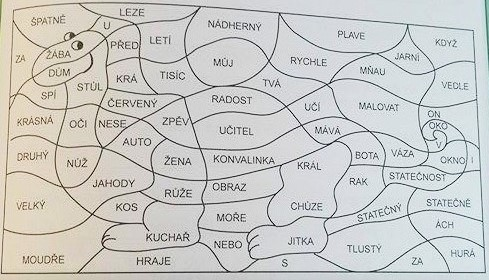 ŠPATNĚ
LEZE
U
NÁDHERNÝ
PLAVE
KDYŽ
ZA
ŽÁBA
PŘED
LETÍ
MŮJ
RYCHLE
JARNÍ
MŇAU
DŮM
STŮL
KRÁ
TISÍC
TVÁ
VEDLE
SPÍ
ČERVENÝ
RADOST
UČÍ
MALOVAT
KRÁSNÁ
OČI
NESE
ZPĚV
UČITEL
MÁVÁ
ON
OKO
V
AUTO
DRUHÝ
NŮŽ
ŽENA
KONVALINKA
KRÁL
BOTA
VÁZA
OKNO
I
JAHODY
RŮŽE
OBRAZ
RAK
STATEČNOST
VELKÝ
KOS
MOŘE
CHŮZE
STATEČNÝ
STATEČNĚ
ÁCH
KUCHAŘ
NEBO
JITKA
TLUSTÝ
HURÁ
MOUDŘE
HRAJE
S
ZA